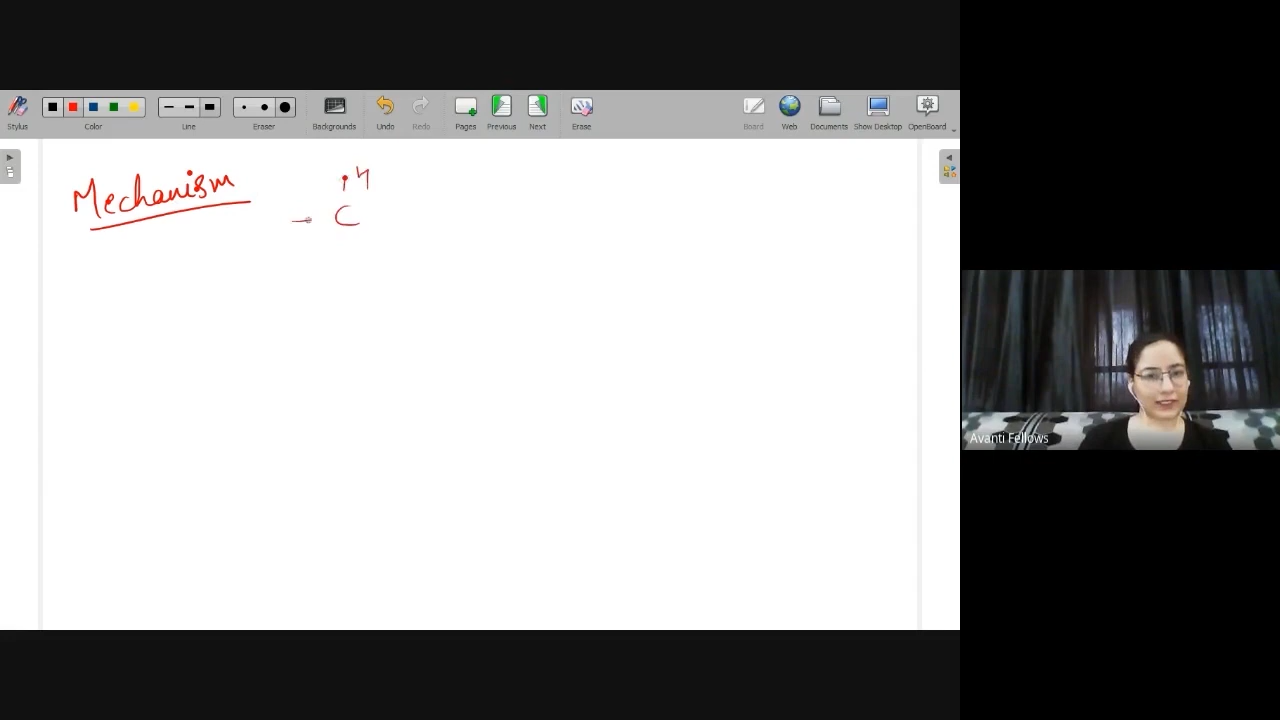 Stylus
Color
Line
Eraser
Backgrounds
Undo
Redo
Pages
Previous
Next
Erase
Board
Web
Documents
Show Desktop
OpenBoard
Mechanism
– C
Avanti Fellows